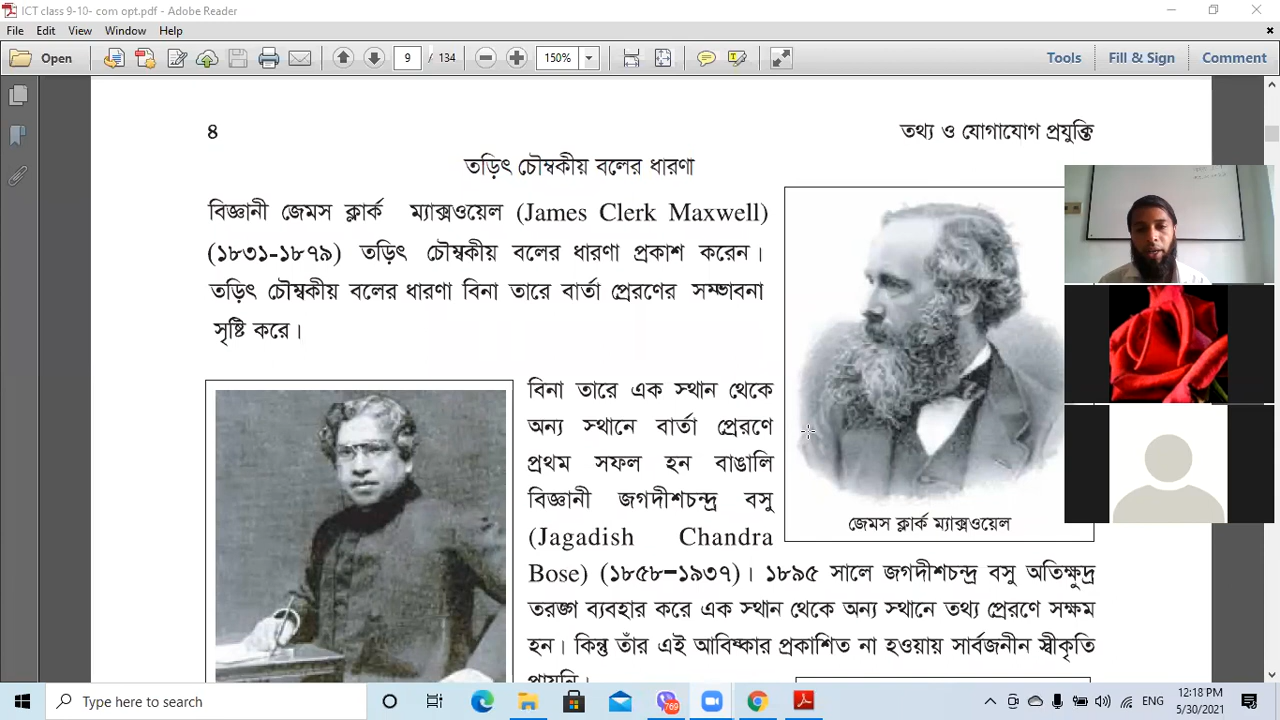 ICT class 9-10- com opt.pdf - Adobe Reader
File Edit View Window Help
Open 9 / 134 150% Tools Fill & Sign Comment
৪ তথ্য ও যোগাযোগ প্রযুক্তি
তড়িৎ চৌম্বকীয় বলের ধারণা
বিজ্ঞানী জেমস ক্লার্ক ম্যাক্সওয়েল (James Clerk Maxwell)
(১৮৩১-১৮৭৯) তড়িৎ চৌম্বকীয় বলের ধারণা প্রকাশ করেন।
তড়িৎ চৌম্বকীয় বলের ধারণা বিনা তারে বার্তা প্রেরণের সম্ভাবনা
সৃষ্টি করে।
জেমস ক্লার্ক ম্যাক্সওয়েল
বিনা তারে এক স্থান থেকে
অন্য স্থানে বার্তা প্রেরণে
প্রথম সফল হন বাঙালি
বিজ্ঞানী জগদীশচন্দ্র বসু
(Jagadish Chandra
Bose) (১৮৫৮–১৯৩৭)। ১৮৯৫ সালে জগদীশচন্দ্র বসু অতিক্ষুদ্র
তরঙ্গ ব্যবহার করে এক স্থান থেকে অন্য স্থানে তথ্য প্রেরণে সক্ষম
হন। কিন্তু তাঁর এই আবিষ্কার প্রকাশিত না হওয়ায় সার্বজনীন স্বীকৃতি
পায়নি।
Type here to search 769 ENG 12:18 PM
5/30/2021